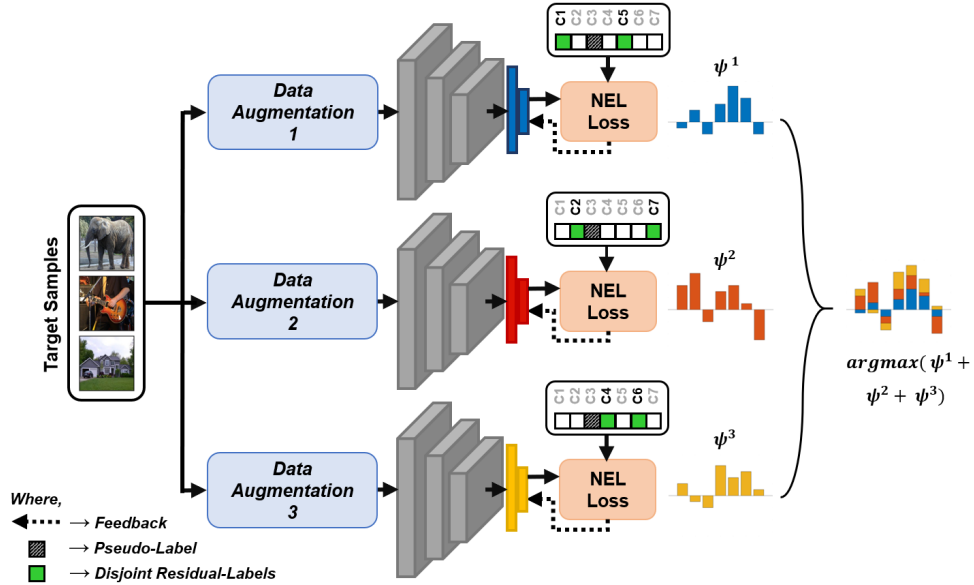 C1 C2 C3 C4 C5 C6 C7
Data
Augmentation
1
NEL
Loss
ψ¹
Target Samples
C1 C2 C3 C4 C5 C6 C7
Data
Augmentation
2
NEL
Loss
ψ²
argmax( ψ¹ +
ψ² + ψ³)
C1 C2 C3 C4 C5 C6 C7
Data
Augmentation
3
NEL
Loss
ψ³
Where,
→ Feedback
→ Pseudo-Label
→ Disjoint Residual-Labels